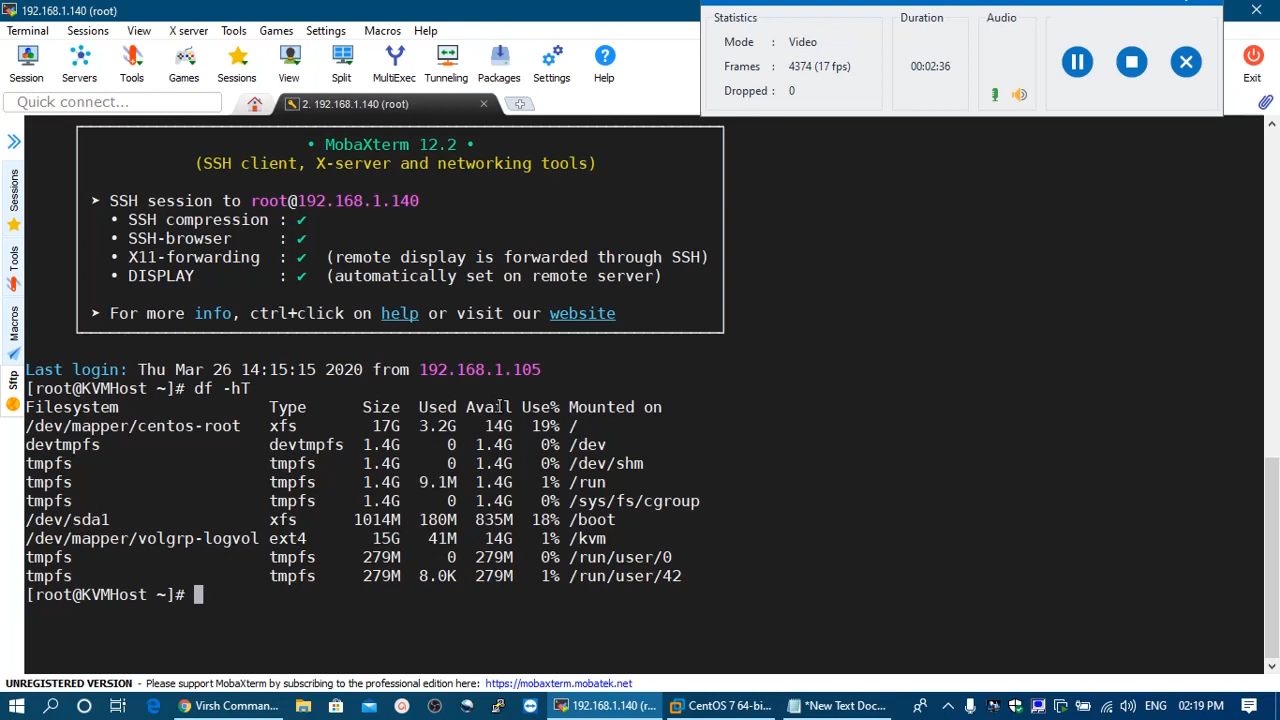 192.168.1.140 (root)
Statistics
Duration
Audio
Mode : Video
Frames : 4374 (17 fps)
00:02:36
Dropped : 0
Terminal Sessions View X server Tools Games Settings Macros Help
Session Servers Tools Games Sessions View Split MultiExec Tunneling Packages Settings Help
Exit
Quick connect...
2. 192.168.1.140 (root)
Sessions
Tools
Macros
Sftp
• MobaXterm 12.2 •
(SSH client, X-server and networking tools)
➤ SSH session to root@192.168.1.140
• SSH compression : ✔
• SSH-browser : ✔
• X11-forwarding : ✔ (remote display is forwarded through SSH)
• DISPLAY : ✔ (automatically set on remote server)
➤ For more info, ctrl+click on help or visit our website
Last login: Thu Mar 26 14:15:15 2020 from 192.168.1.105
[root@KVMHost ~]# df -hT
Filesystem Type Size Used Avail Use% Mounted on
/dev/mapper/centos-root xfs 17G 3.2G 14G 19% /
devtmpfs devtmpfs 1.4G 0 1.4G 0% /dev
tmpfs tmpfs 1.4G 0 1.4G 0% /dev/shm
tmpfs tmpfs 1.4G 9.1M 1.4G 1% /run
tmpfs tmpfs 1.4G 0 1.4G 0% /sys/fs/cgroup
/dev/sda1 xfs 1014M 180M 835M 18% /boot
/dev/mapper/volgrp-logvol ext4 15G 41M 14G 1% /kvm
tmpfs tmpfs 279M 0 279M 0% /run/user/0
tmpfs tmpfs 279M 8.0K 279M 1% /run/user/42
[root@KVMHost ~]#
UNREGISTERED VERSION - Please support MobaXterm by subscribing to the professional edition here: https://mobaxterm.mobatek.net
Virsh Comman...
192.168.1.140 (r...
CentOS 7 64-bi...
*New Text Docu...
ENG
02:19 PM